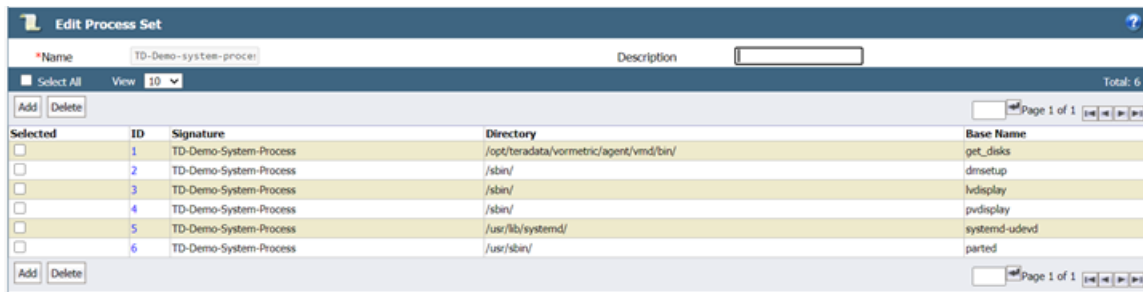 Edit Process Set
?
*Name TD-Demo-system-proce Description
Select All View 10 Total: 6
Add Delete Page 1 of 1
Selected ID Signature Directory Base Name
1 TD-Demo-System-Process /opt/teradata/vormetric/agent/vmd/bin/ get_disks
2 TD-Demo-System-Process /sbin/ dmsetup
3 TD-Demo-System-Process /sbin/ lvdisplay
4 TD-Demo-System-Process /sbin/ pvdisplay
5 TD-Demo-System-Process /usr/lib/systemd/ systemd-udevd
6 TD-Demo-System-Process /usr/sbin/ parted
Add Delete Page 1 of 1